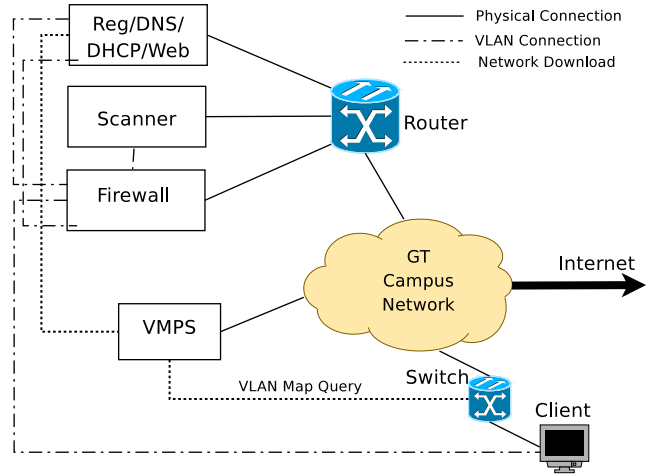 Reg/DNS/
DHCP/Web
Physical Connection
VLAN Connection
Network Download
Scanner
Router
Firewall
GT
Campus
Network
Internet
VMPS
Switch
VLAN Map Query
Client